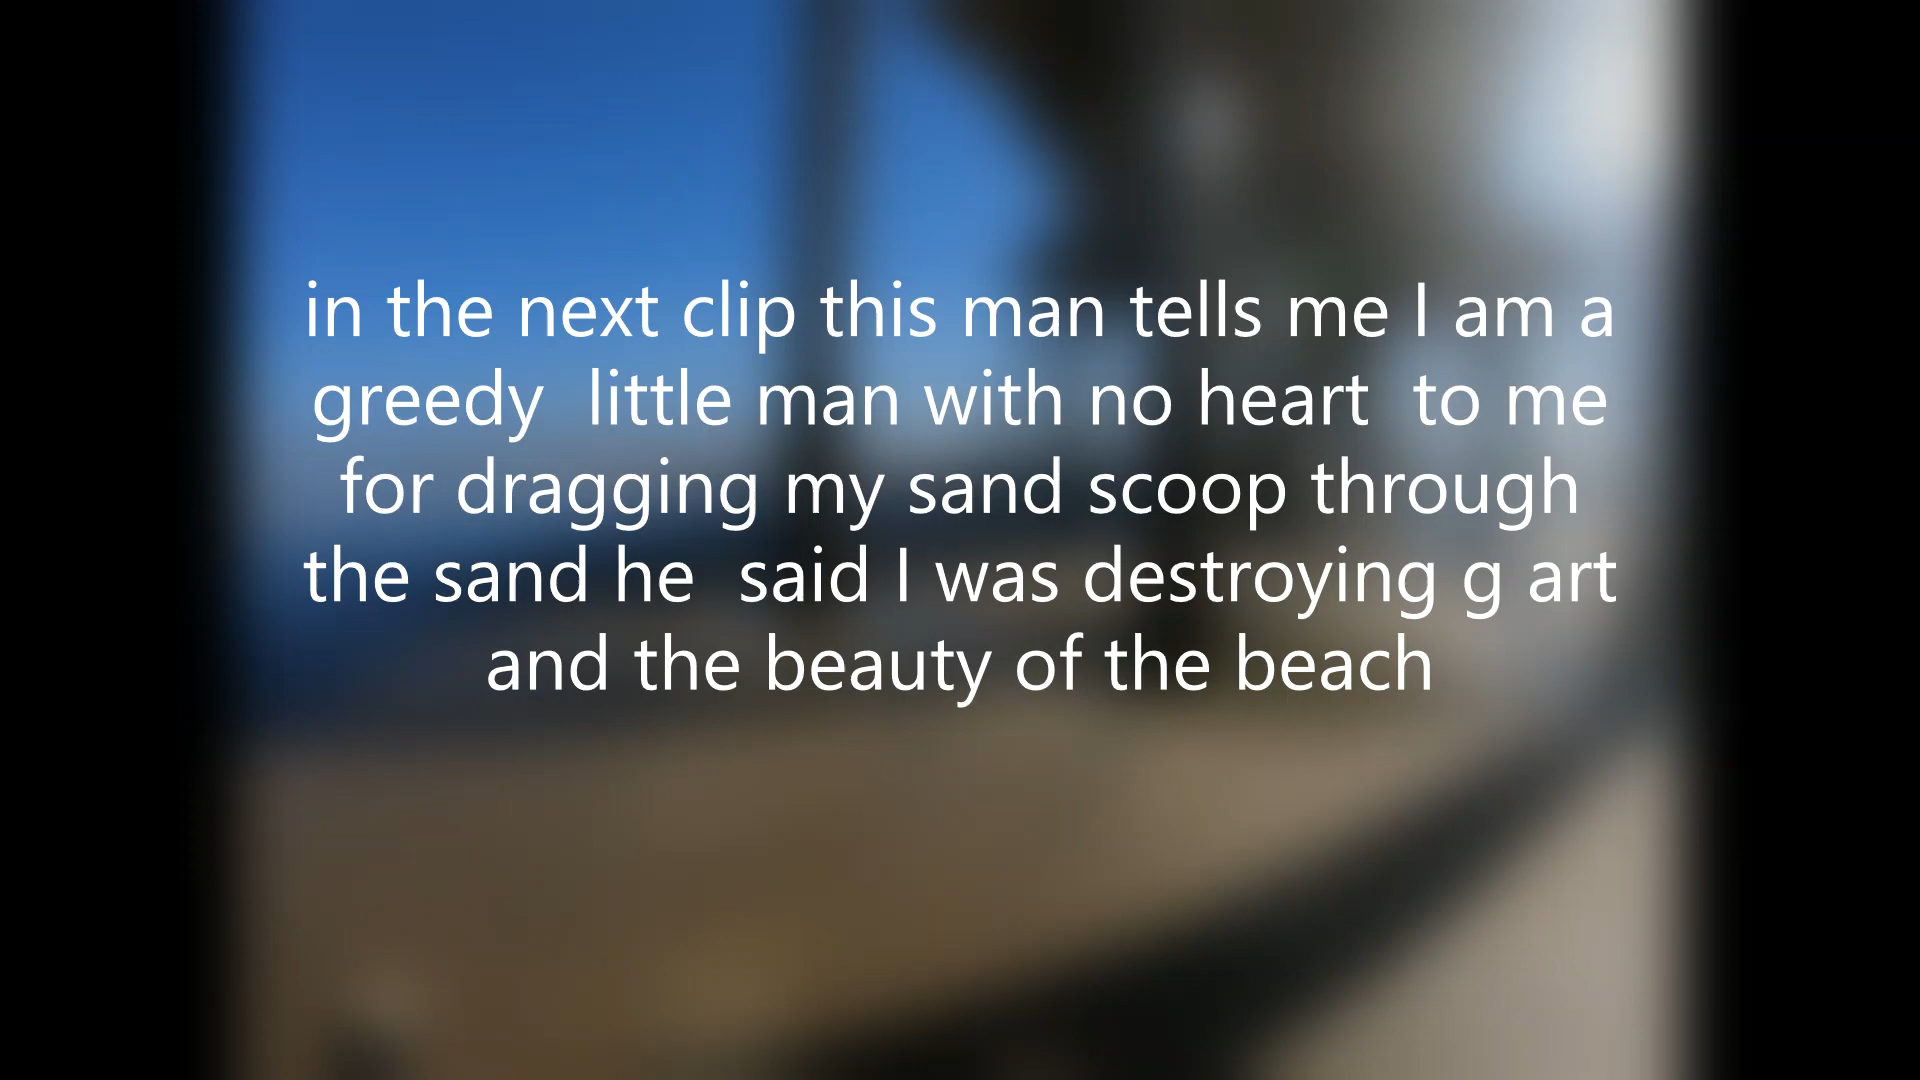 in the next clip this man tells me I am a
greedy  little man with no heart  to me
for dragging my sand scoop through
the sand he  said I was destroying g art
and the beauty of the beach